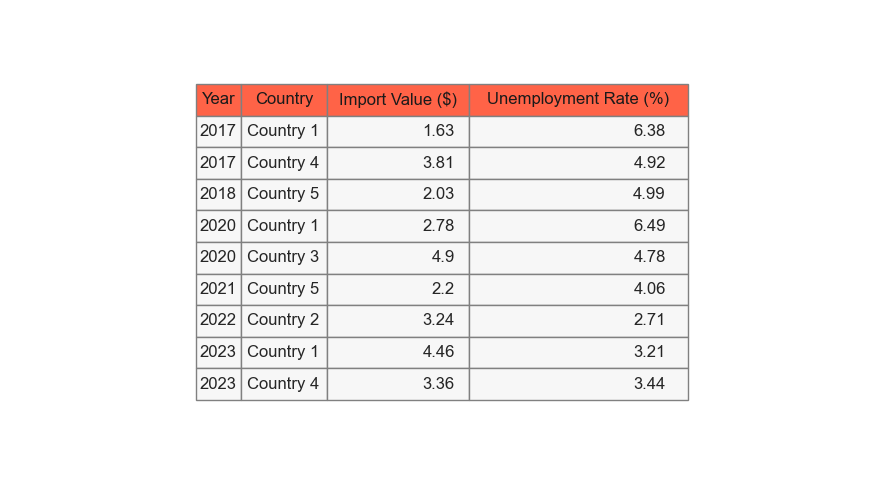 Year Country Import Value ($) Unemployment Rate (%)
2017 Country 1 1.63 6.38
2017 Country 4 3.81 4.92
2018 Country 5 2.03 4.99
2020 Country 1 2.78 6.49
2020 Country 3 4.9 4.78
2021 Country 5 2.2 4.06
2022 Country 2 3.24 2.71
2023 Country 1 4.46 3.21
2023 Country 4 3.36 3.44